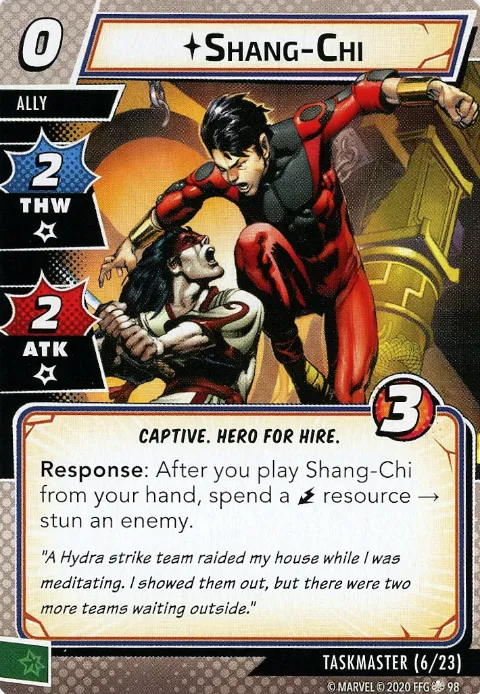 0
Shang-Chi
ALLY
2
THW
2
ATK
3
CAPTIVE. HERO FOR HIRE.
Response: After you play Shang-Chi
from your hand, spend a resource →
stun an enemy.
"A Hydra strike team raided my house while I was
meditating. I showed them out, but there were two
more teams waiting outside."
TASKMASTER (6/23)
© MARVEL © 2020 FFG 98